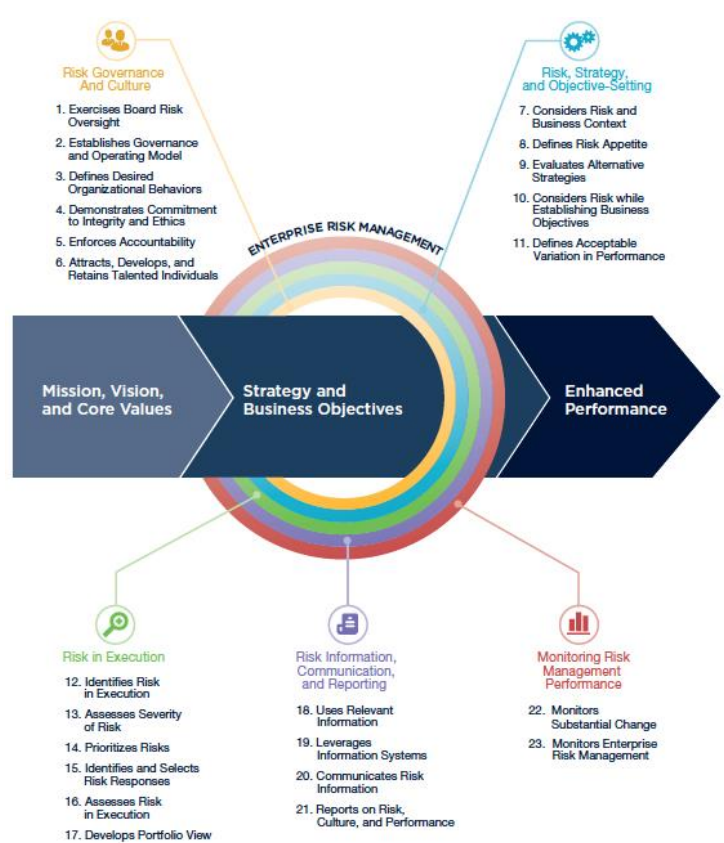 Risk Governance
And Culture
1. Exercises Board Risk
Oversight
2. Establishes Governance
and Operating Model
3. Defines Desired
Organizational Behaviors
4. Demonstrates Commitment
to Integrity and Ethics
5. Enforces Accountability
6. Attracts, Develops, and
Retains Talented Individuals
Risk, Strategy,
and Objective-Setting
7. Considers Risk and
Business Context
8. Defines Risk Appetite
9. Evaluates Alternative
Strategies
10. Considers Risk while
Establishing Business
Objectives
11. Defines Acceptable
Variation in Performance
ENTERPRISE RISK MANAGEMENT
Mission, Vision,
and Core Values
Strategy and
Business Objectives
Enhanced
Performance
Risk in Execution
12. Identifies Risk
in Execution
13. Assesses Severity
of Risk
14. Prioritizes Risks
15. Identifies and Selects
Risk Responses
16. Assesses Risk
in Execution
17. Develops Portfolio View
Risk Information,
Communication,
and Reporting
18. Uses Relevant
Information
19. Leverages
Information Systems
20. Communicates Risk
Information
21. Reports on Risk,
Culture, and Performance
Monitoring Risk
Management
Performance
22. Monitors
Substantial Change
23. Monitors Enterprise
Risk Management